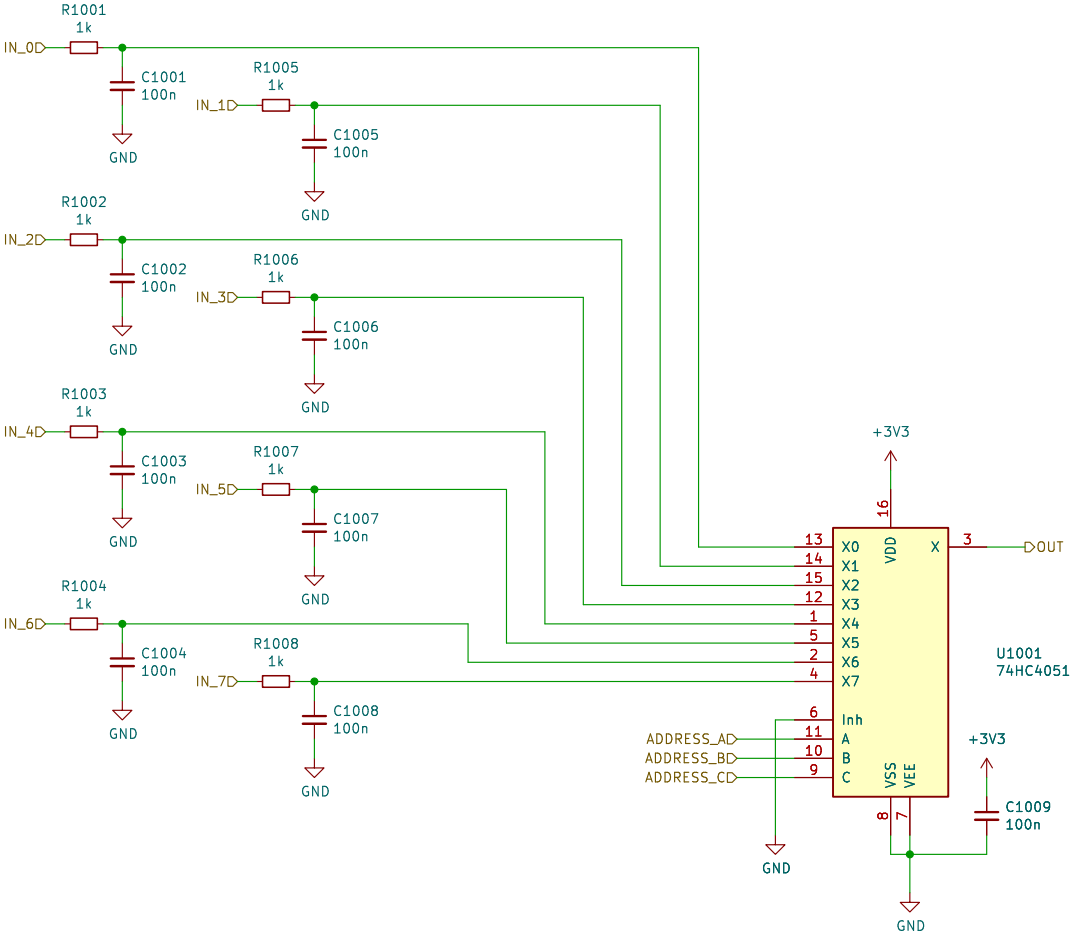 R1001
1k
IN_0
C1001
100n
GND
R1005
1k
IN_1
C1005
100n
GND
R1002
1k
IN_2
C1002
100n
GND
R1006
1k
IN_3
C1006
100n
GND
R1003
1k
IN_4
C1003
100n
GND
R1007
1k
IN_5
C1007
100n
GND
R1004
1k
IN_6
C1004
100n
GND
R1008
1k
IN_7
C1008
100n
GND
+3V3
16
VDD
13 X0
14 X1
15 X2
12 X3
1 X4
5 X5
2 X6
4 X7
6 Inh
ADDRESS_A 11 A
ADDRESS_B 10 B
ADDRESS_C 9 C
X 3 OUT
U1001
74HC4051
VSS
VEE
8
7
+3V3
C1009
100n
GND
GND